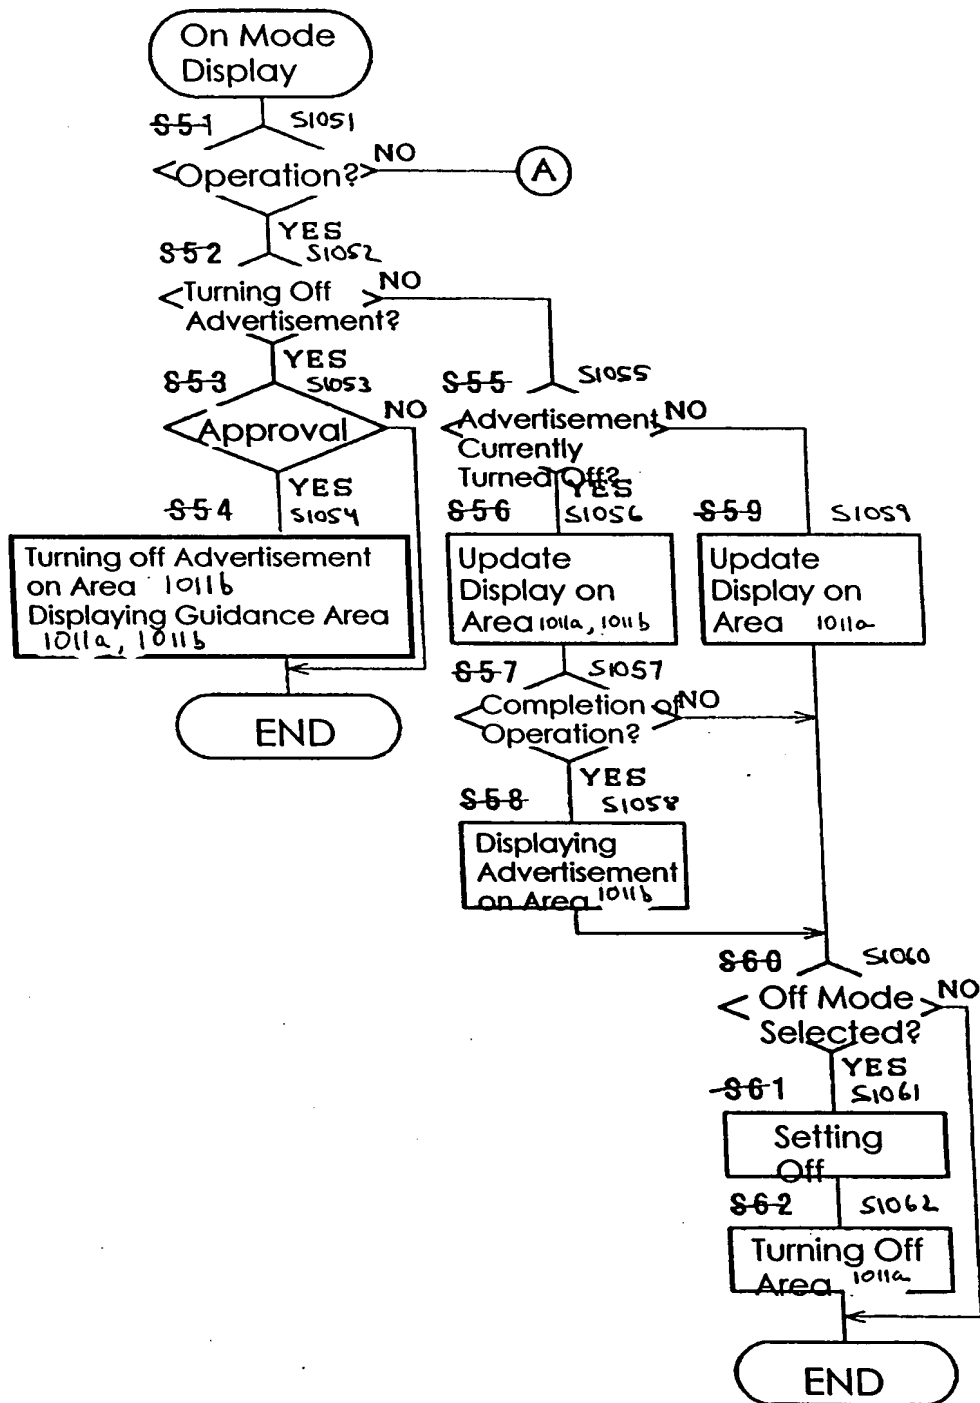 On Mode
Display
S51 S1051
Operation?
NO
A
YES
S52 S1052
Turning Off
Advertisement?
NO
YES
S53 S1053
Approval
NO
YES
S54 S1054
Turning off Advertisement
on Area 1011b
Displaying Guidance Area
1011a, 1011b
END
S55 S1055
Advertisement
Currently
Turned Off?
NO
YES
S56 S1056
Update
Display on
Area 1011a, 1011b
S59 S1059
Update
Display on
Area 1011a
S57 S1057
Completion of
Operation?
NO
YES
S58 S1058
Displaying
Advertisement
on Area 1011b
S60 S1060
Off Mode
Selected?
NO
YES
S61 S1061
Setting
Off
S62 S1062
Turning Off
Area 1011a
END